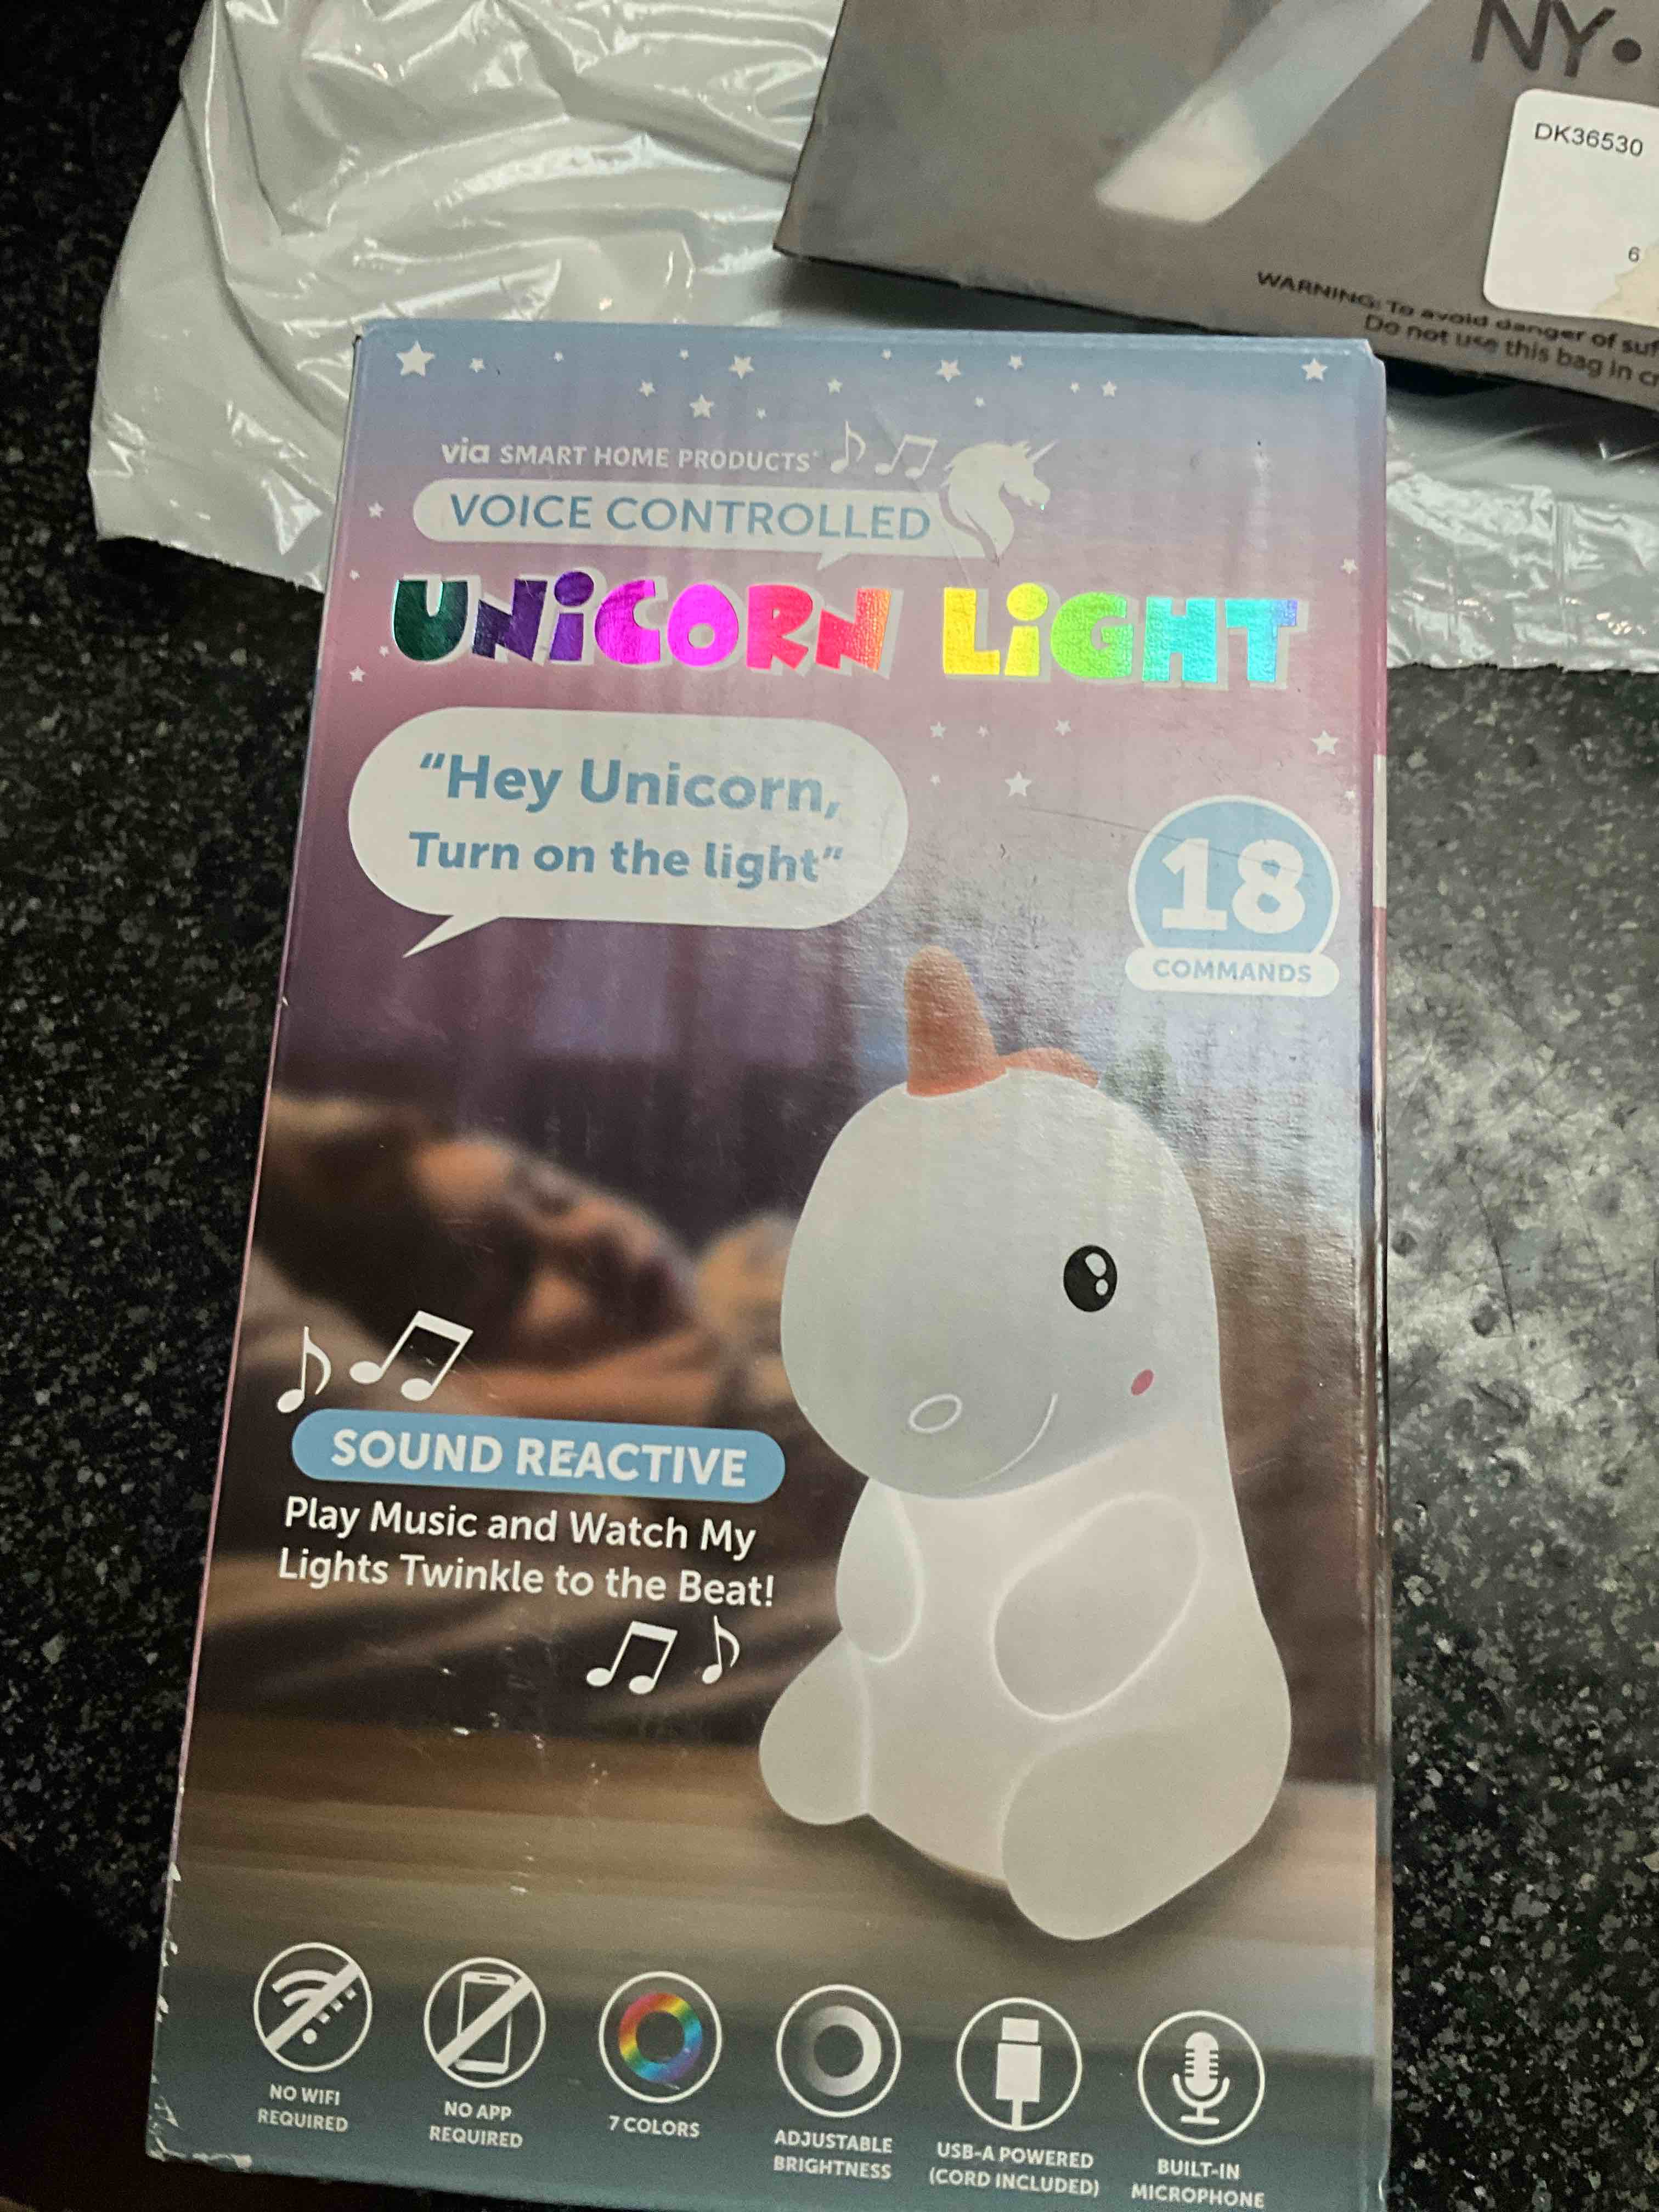 NY•
DK36530
6
WARNING: To avoid danger of
Do not use this bag in
via SMART HOME PRODUCTS
VOICE CONTROLLED
UNiCORN LiGHT
“Hey Unicorn,
Turn on the light”
18
COMMANDS
SOUND REACTIVE
Play Music and Watch My
Lights Twinkle to the Beat!
NO WIFI
REQUIRED
NO APP
REQUIRED
7 COLORS
ADJUSTABLE
BRIGHTNESS
USB-A POWERED
(CORD INCLUDED)
BUILT-IN
MICROPHONE